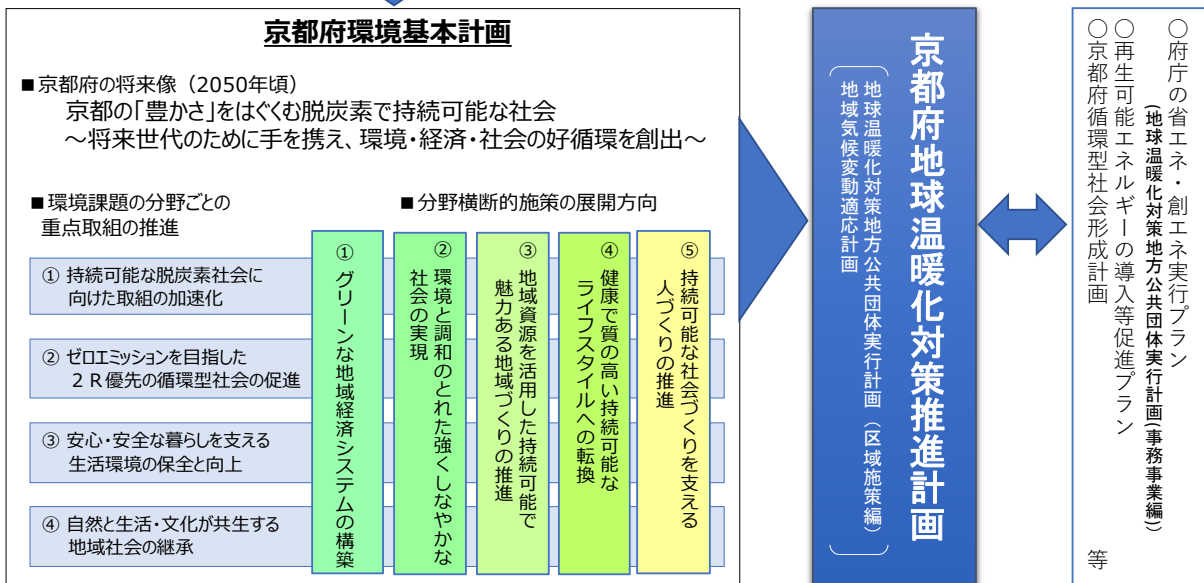 京都府環境基本計画
■京都府の将来像（2050年頃）
京都の「豊かさ」をはぐくむ脱炭素で持続可能な社会
～将来世代のために手を携え、環境・経済・社会の好循環を創出～
■環境課題の分野ごとの
重点取組の推進
① 持続可能な脱炭素社会に
向けた取組の加速化
② ゼロエミッションを目指した
２Ｒ優先の循環型社会の促進
③ 安心・安全な暮らしを支える
生活環境の保全と向上
④ 自然と生活・文化が共生する
地域社会の継承
■分野横断的施策の展開方向
①グリーンな地域経済システムの構築
②環境と調和のとれた強くしなやかな
社会の実現
③地域資源を活用した持続可能で
魅力ある地域づくりの推進
④健康で質の高い持続可能な
ライフスタイルへの転換
⑤持続可能な社会づくりを支える
人づくりの推進
京都府地球温暖化対策推進計画
地球温暖化対策地方公共団体実行計画（区域施策編）
地域気候変動適応計画
○府庁の省エネ・創エネ実行プラン
(地球温暖化対策地方公共団体実行計画(事務事業編))
○再生可能エネルギーの導入等促進プラン
○京都府循環型社会形成計画
等